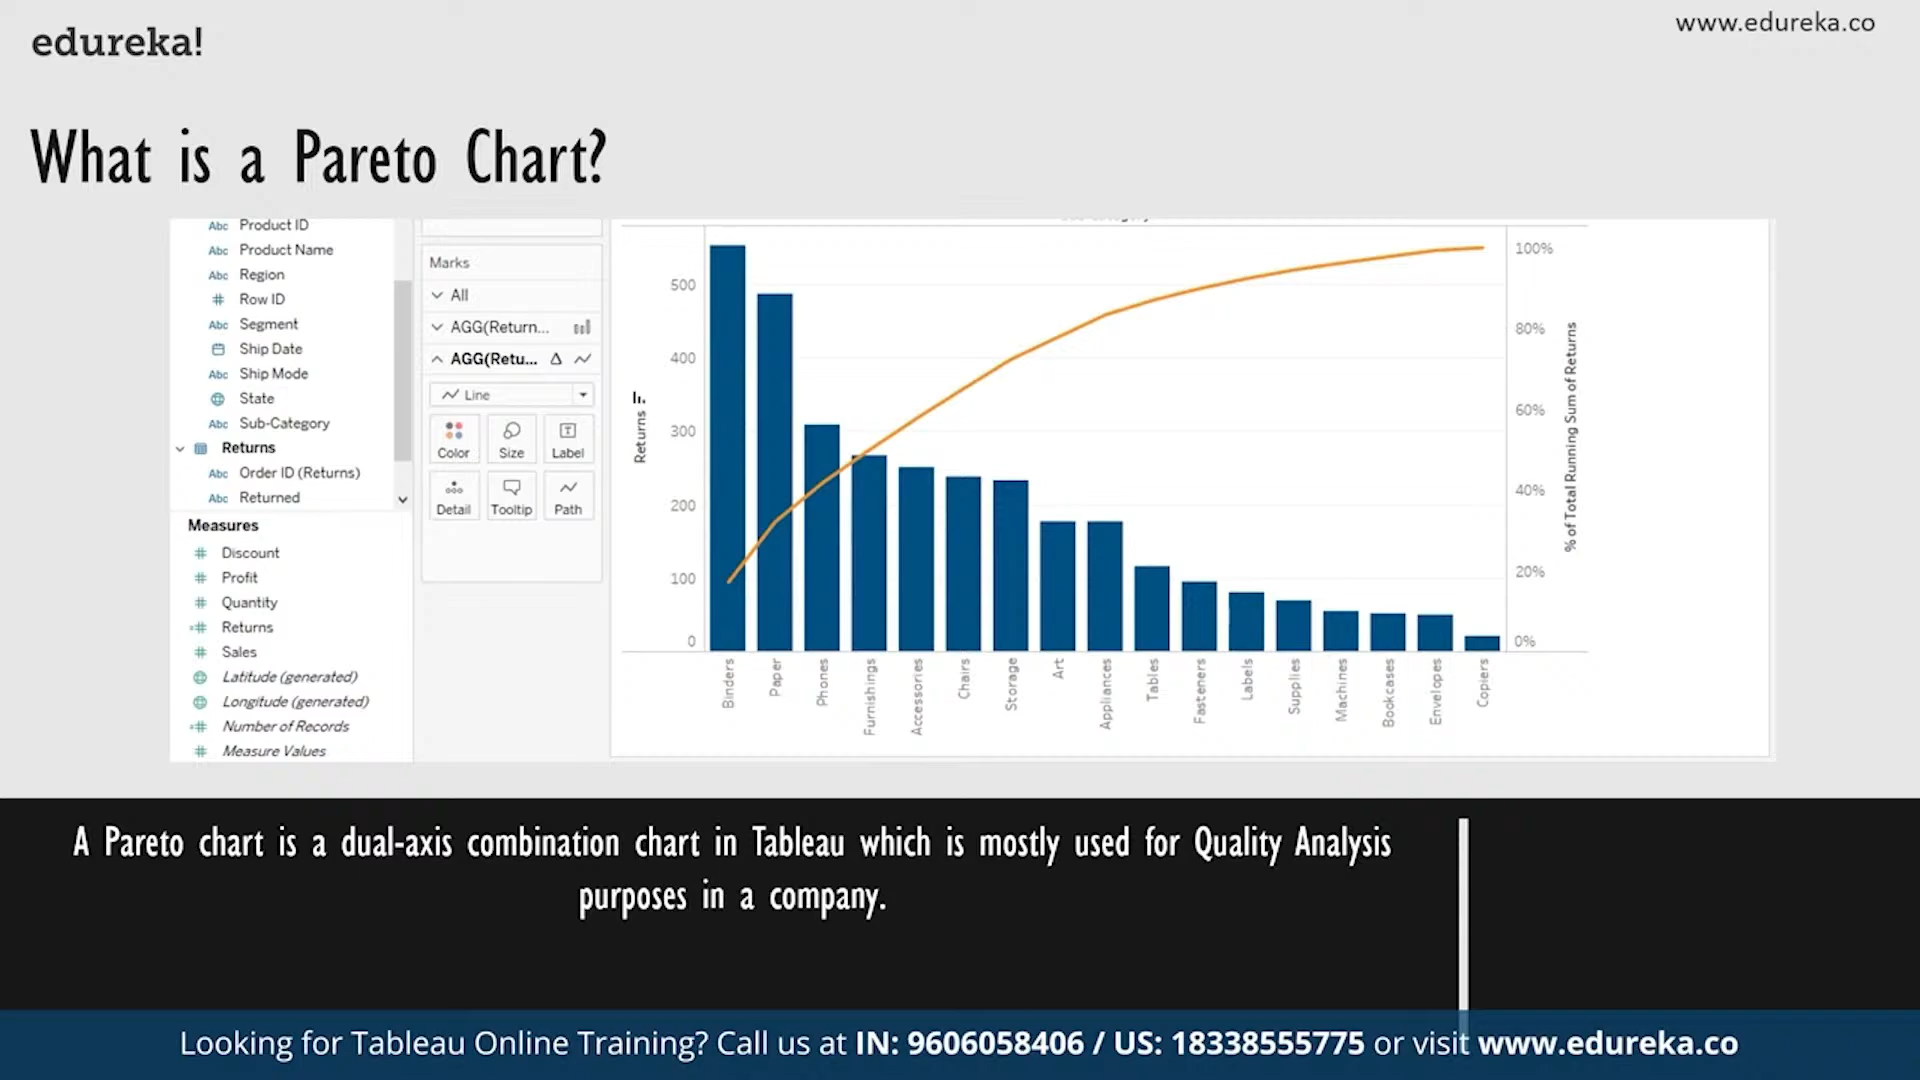 edureka!
www.edureka.co
What is a Pareto Chart?
Abc Product ID
Abc Product Name
Abc Region
# Row ID
Abc Segment
Ship Date
Abc Ship Mode
State
Abc Sub-Category
Returns
Abc Order ID (Returns)
Abc Returned
Measures
# Discount
# Profit
# Quantity
=# Returns
# Sales
Latitude (generated)
Longitude (generated)
=# Number of Records
# Measure Values
Marks
All
AGG(Return...
AGG(Retu... Δ
Line
Color Size Label
Detail Tooltip Path
Returns
500
400
300
200
100
0
100%
80%
60%
40%
20%
0%
% of Total Running Sum of Returns
Binders
Paper
Phones
Furnishings
Accessories
Chairs
Storage
Art
Appliances
Tables
Fasteners
Labels
Supplies
Machines
Bookcases
Envelopes
Copiers
A Pareto chart is a dual-axis combination chart in Tableau which is mostly used for Quality Analysis
purposes in a company.
Looking for Tableau Online Training? Call us at IN: 9606058406 / US: 18338555775 or visit www.edureka.co